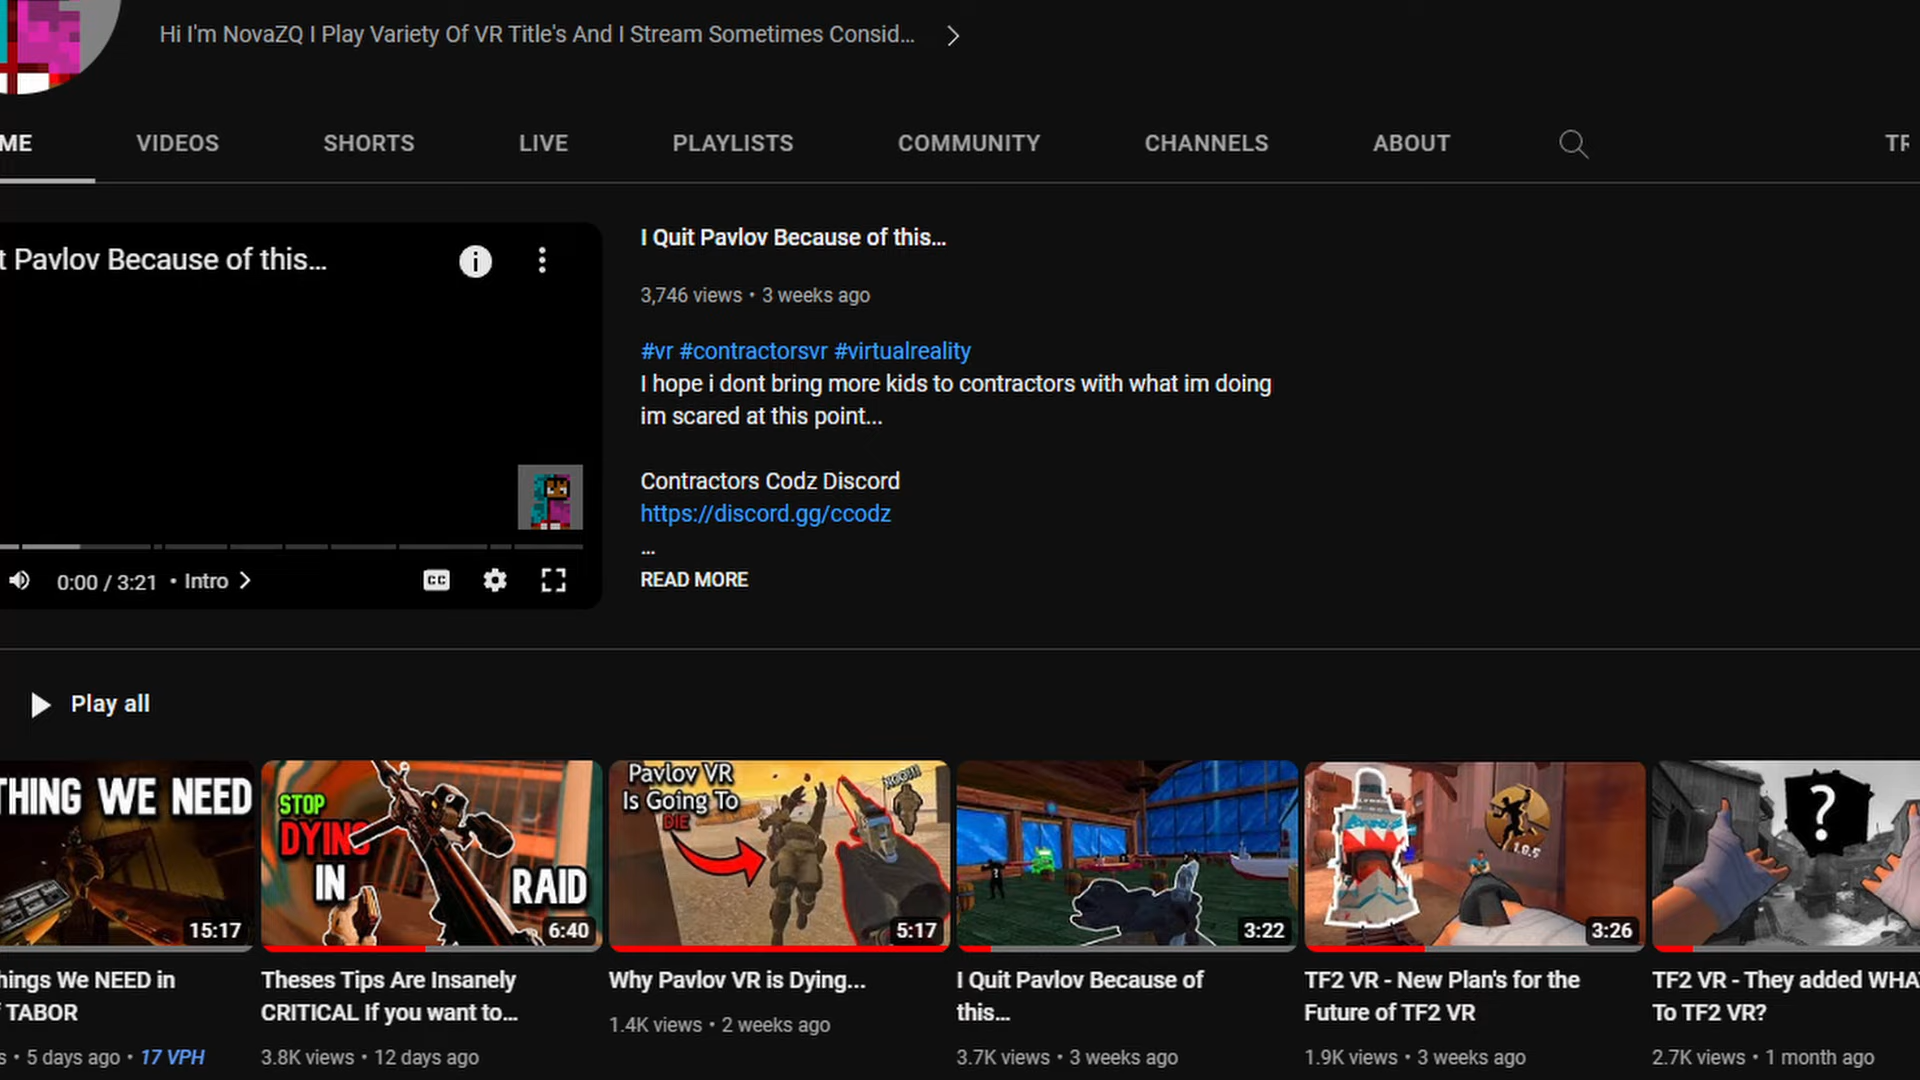 Hi I'm NovaZQ I Play Variety Of VR Title's And I Stream Sometimes Consid...
ME VIDEOS SHORTS LIVE PLAYLISTS COMMUNITY CHANNELS ABOUT TR
t Pavlov Because of this...
I Quit Pavlov Because of this...
3,746 views • 3 weeks ago
#vr #contractorsvr #virtualreality
I hope i dont bring more kids to contractors with what im doing
im scared at this point...
Contractors Codz Discord
https://discord.gg/ccodz
...
READ MORE
0:00 / 3:21 • Intro
CC
Play all
THING WE NEED
15:17
hings We NEED in
f TABOR
s • 5 days ago • 17 VPH
STOP
DYING
IN
RAID
6:40
Theses Tips Are Insanely
CRITICAL If you want to...
3.8K views • 12 days ago
Pavlov VR
Is Going To
DIE
NOO!!!
5:17
Why Pavlov VR is Dying...
1.4K views • 2 weeks ago
3:22
I Quit Pavlov Because of
this...
3.7K views • 3 weeks ago
1.8.5
3:26
TF2 VR - New Plan's for the
Future of TF2 VR
1.9K views • 3 weeks ago
?
TF2 VR - They added WHA
To TF2 VR?
2.7K views • 1 month ago